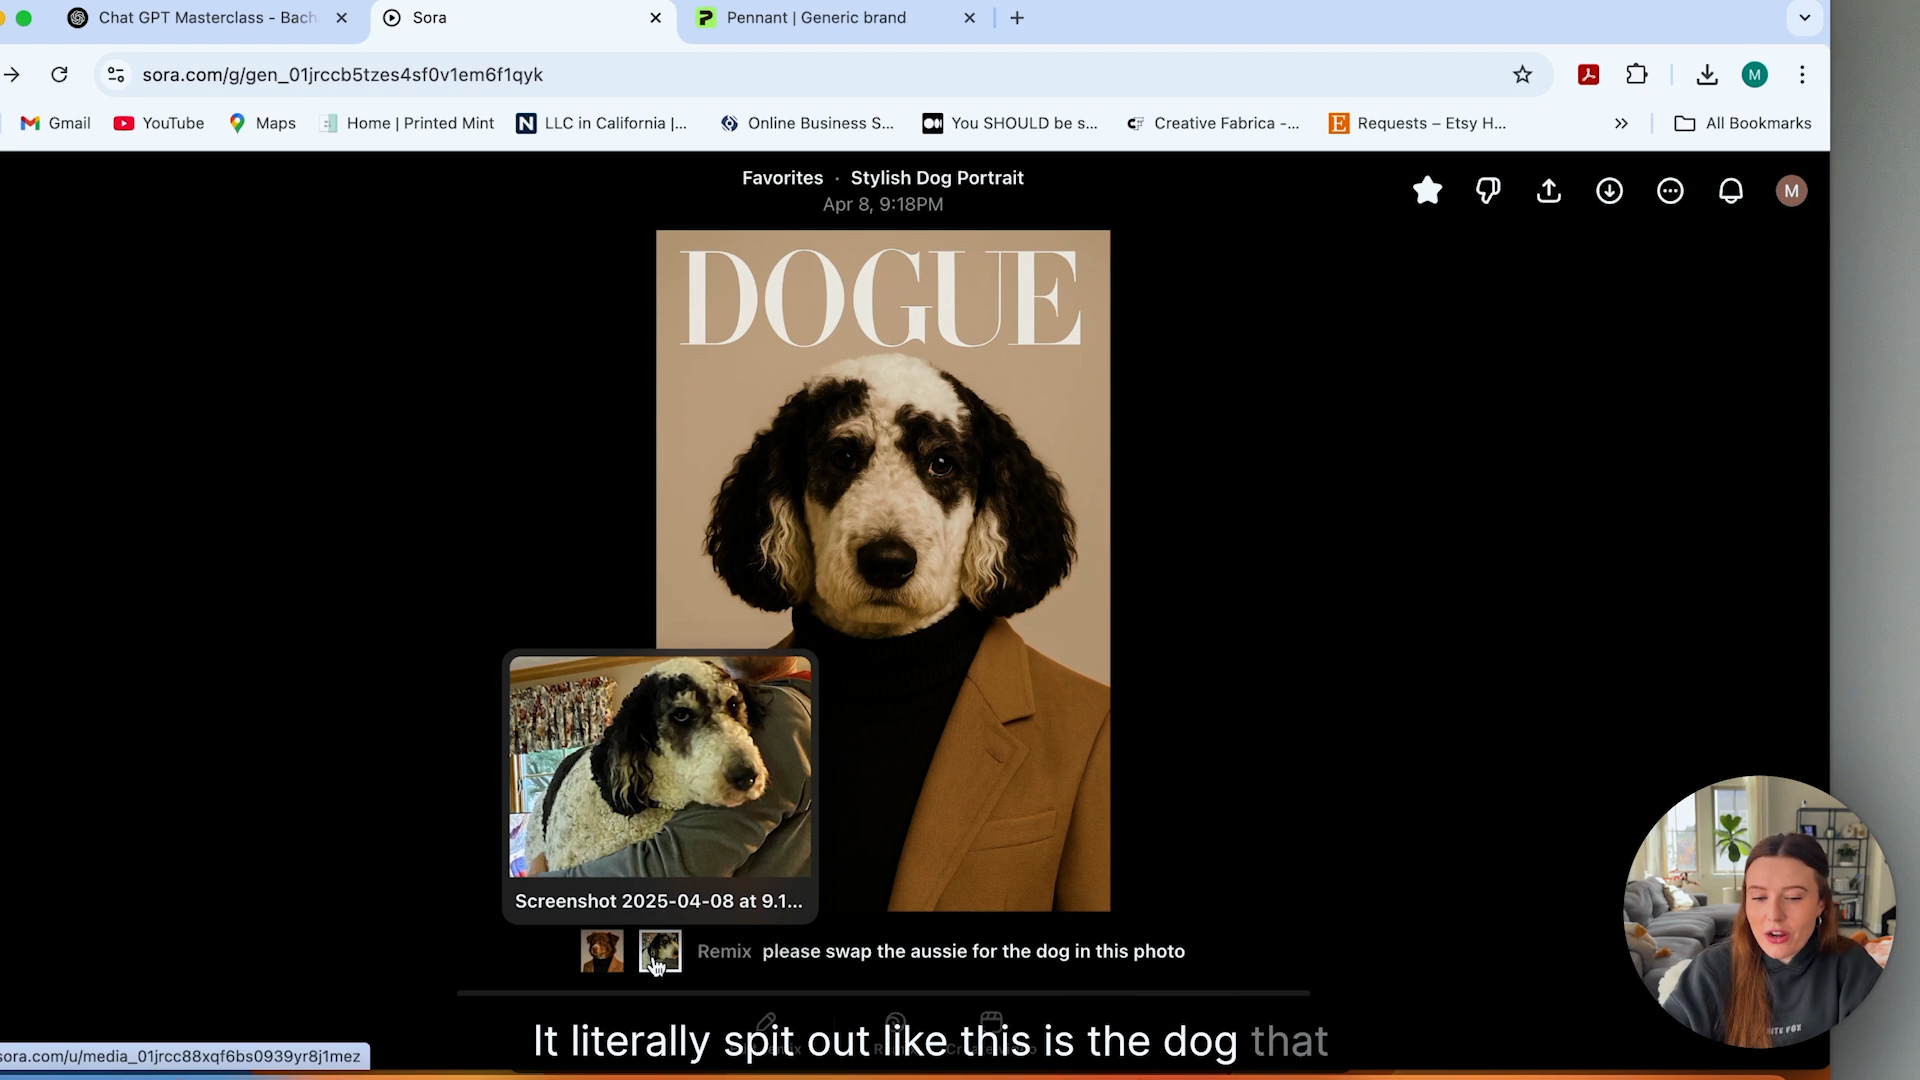 Chat GPT Masterclass - Bach
Sora
Pennant | Generic brand
sora.com/g/gen_01jrccb5tzes4sf0v1em6f1qyk
M
Gmail
YouTube
Maps
Home | Printed Mint
LLC in California |...
Online Business S...
You SHOULD be s...
Creative Fabrica -...
Requests – Etsy H...
All Bookmarks
Favorites · Stylish Dog Portrait
Apr 8, 9:18PM
M
DOGUE
Screenshot 2025-04-08 at 9.1...
Remix please swap the aussie for the dog in this photo
It literally spit out like this is the dog that
sora.com/u/media_01jrcc88xqf6bs0939yr8j1mez